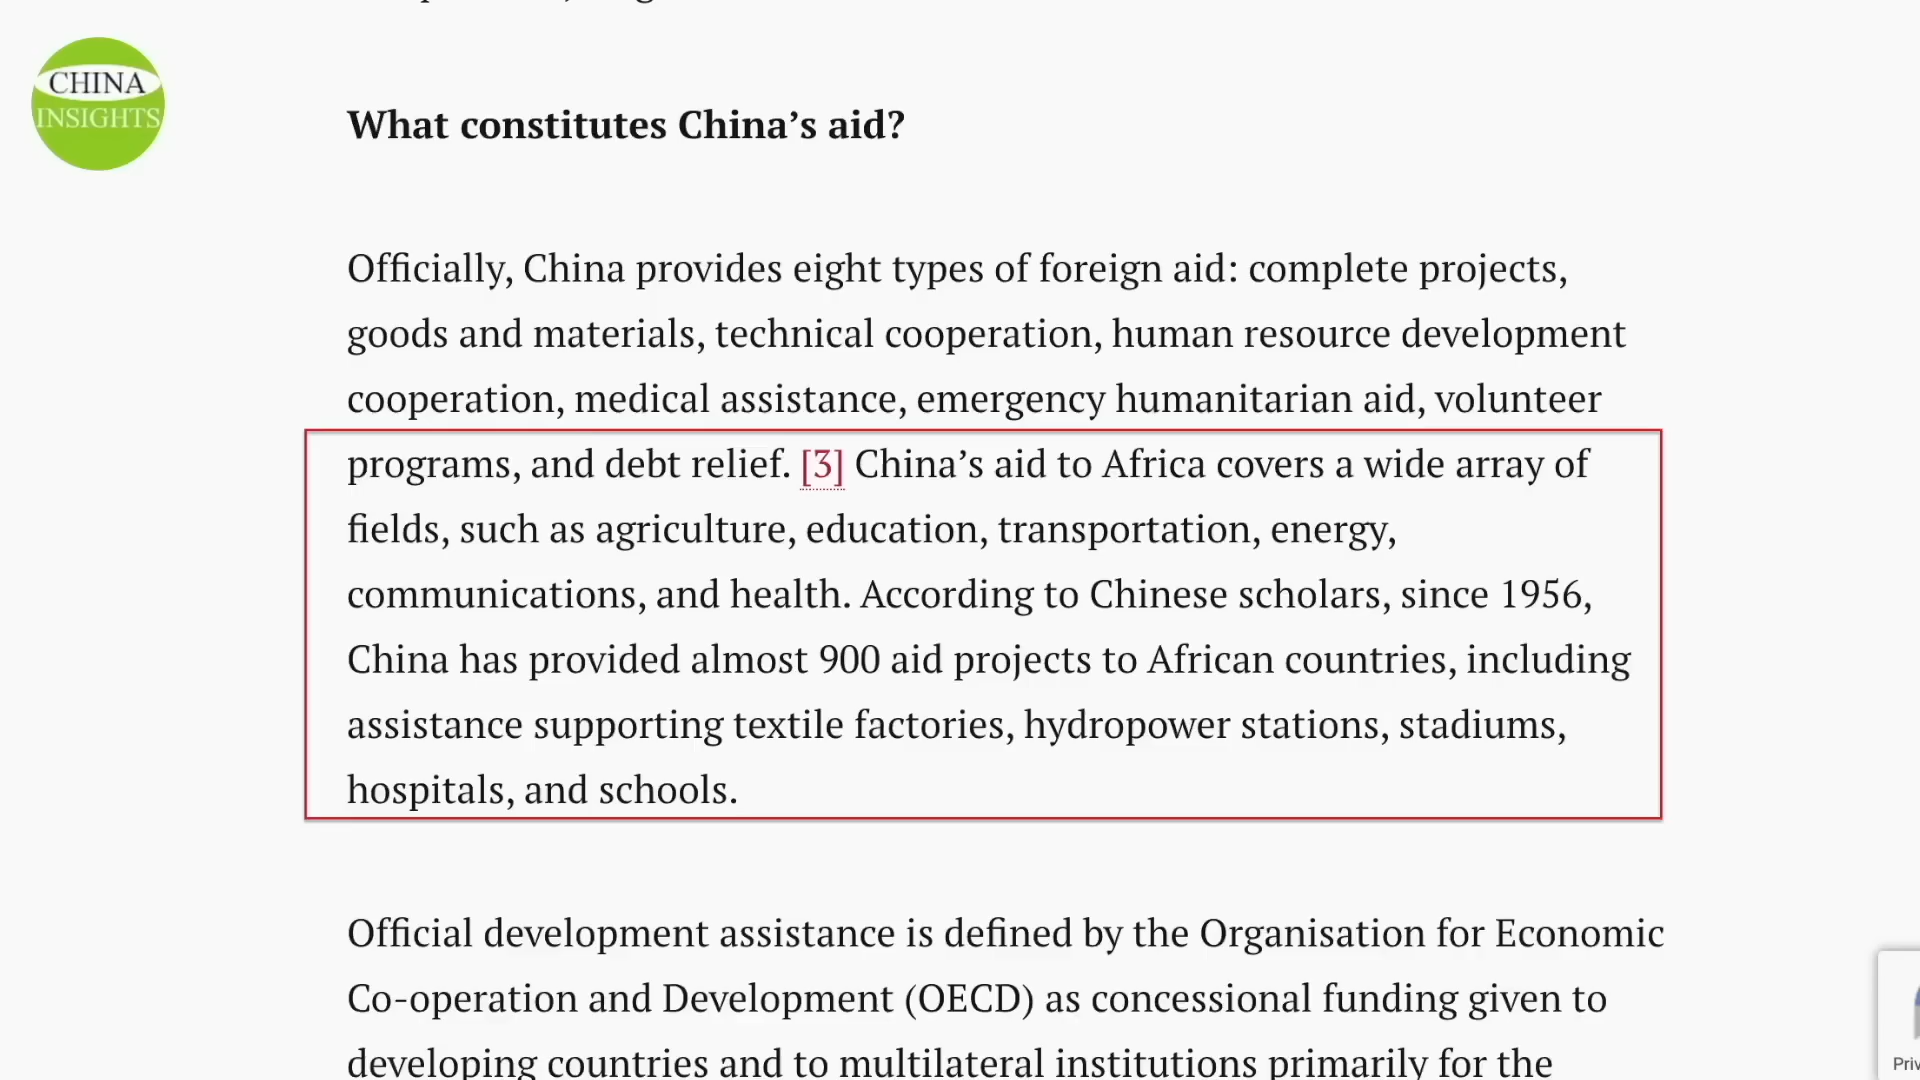 CHINA
INSIGHTS
What constitutes China’s aid?
Officially, China provides eight types of foreign aid: complete projects,
goods and materials, technical cooperation, human resource development
cooperation, medical assistance, emergency humanitarian aid, volunteer
programs, and debt relief. [3] China’s aid to Africa covers a wide array of
fields, such as agriculture, education, transportation, energy,
communications, and health. According to Chinese scholars, since 1956,
China has provided almost 900 aid projects to African countries, including
assistance supporting textile factories, hydropower stations, stadiums,
hospitals, and schools.
Official development assistance is defined by the Organisation for Economic
Co-operation and Development (OECD) as concessional funding given to
developing countries and to multilateral institutions primarily for the
Priv